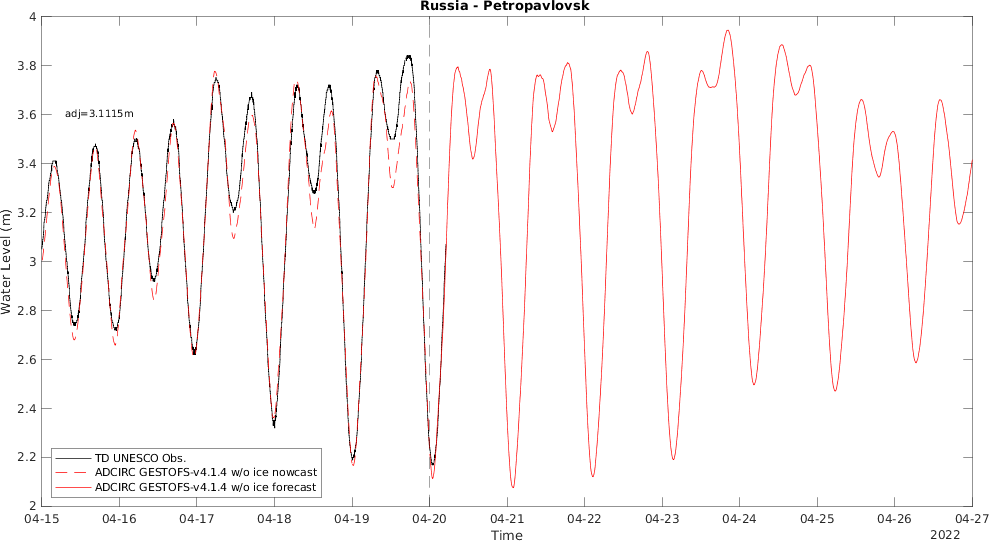 Russia - Petropavlovsk
4
3.8
3.6
3.4
3.2
3
2.8
2.6
2.4
2.2
2
Water Level (m)
adj=3.1115m
TD UNESCO Obs.
ADCIRC GESTOFS-v4.1.4 w/o ice nowcast
ADCIRC GESTOFS-v4.1.4 w/o ice forecast
04-15 04-16 04-17 04-18 04-19 04-20 04-21 04-22 04-23 04-24 04-25 04-26 04-27
Time
2022